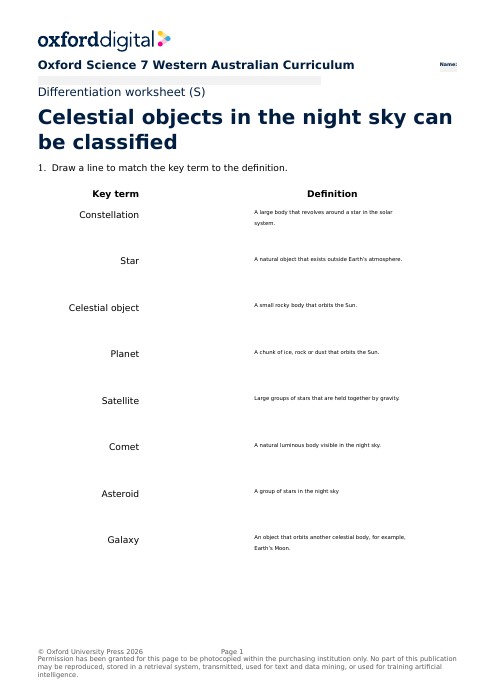 oxforddigital
Oxford Science 7 Western Australian Curriculum
Name:
Differentiation worksheet (S)
Celestial objects in the night sky can
be classified
1. Draw a line to match the key term to the definition.
Key term Definition
Constellation A large body that revolves around a star in the solar
system.
Star A natural object that exists outside Earth's atmosphere.
Celestial object A small rocky body that orbits the Sun.
Planet A chunk of ice, rock or dust that orbits the Sun.
Satellite Large groups of stars that are held together by gravity.
Comet A natural luminous body visible in the night sky.
Asteroid A group of stars in the night sky
Galaxy An object that orbits another celestial body, for example,
Earth's Moon.
© Oxford University Press 2026 Page 1
Permission has been granted for this page to be photocopied within the purchasing institution only. No part of this publication
may be reproduced, stored in a retrieval system, transmitted, used for text and data mining, or used for training artificial
intelligence.